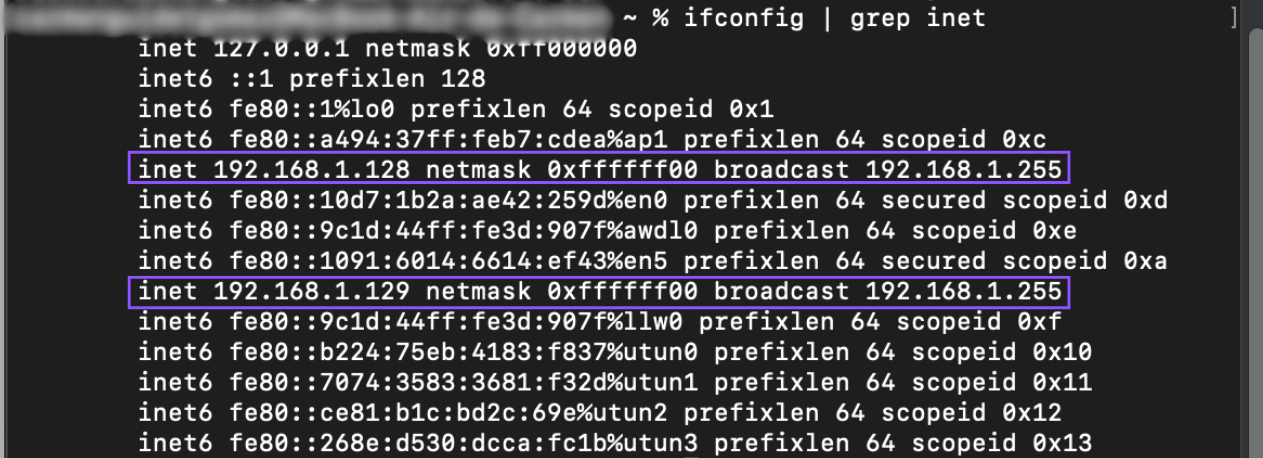 ~ % ifconfig | grep inet ]
inet 127.0.0.1 netmask 0xff000000
inet6 ::1 prefixlen 128
inet6 fe80::1%lo0 prefixlen 64 scopeid 0x1
inet6 fe80::a494:37ff:feb7:cdea%ap1 prefixlen 64 scopeid 0xc
inet 192.168.1.128 netmask 0xffffff00 broadcast 192.168.1.255
inet6 fe80::10d7:1b2a:ae42:259d%en0 prefixlen 64 secured scopeid 0xd
inet6 fe80::9c1d:44ff:fe3d:907f%awdl0 prefixlen 64 scopeid 0xe
inet6 fe80::1091:6014:6614:ef43%en5 prefixlen 64 secured scopeid 0xa
inet 192.168.1.129 netmask 0xffffff00 broadcast 192.168.1.255
inet6 fe80::9c1d:44ff:fe3d:907f%llw0 prefixlen 64 scopeid 0xf
inet6 fe80::b224:75eb:4183:f837%utun0 prefixlen 64 scopeid 0x10
inet6 fe80::7074:3583:3681:f32d%utun1 prefixlen 64 scopeid 0x11
inet6 fe80::ce81:b1c:bd2c:69e%utun2 prefixlen 64 scopeid 0x12
inet6 fe80::268e:d530:dcca:fc1b%utun3 prefixlen 64 scopeid 0x13